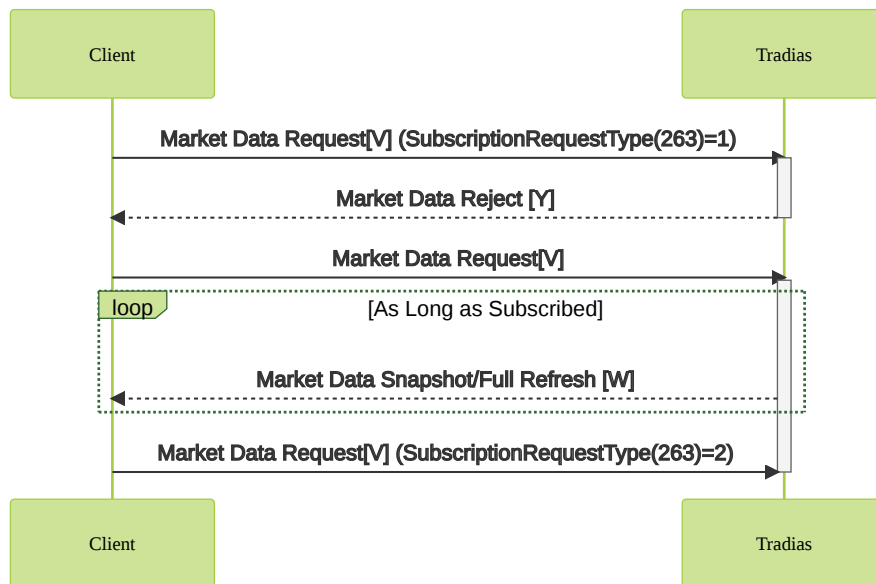 Client
Tradias
Market Data Request[V] (SubscriptionRequestType(263)=1)
Market Data Reject [Y]
Market Data Request[V]
loop
[As Long as Subscribed]
Market Data Snapshot/Full Refresh [W]
Market Data Request[V] (SubscriptionRequestType(263)=2)
Client
Tradias